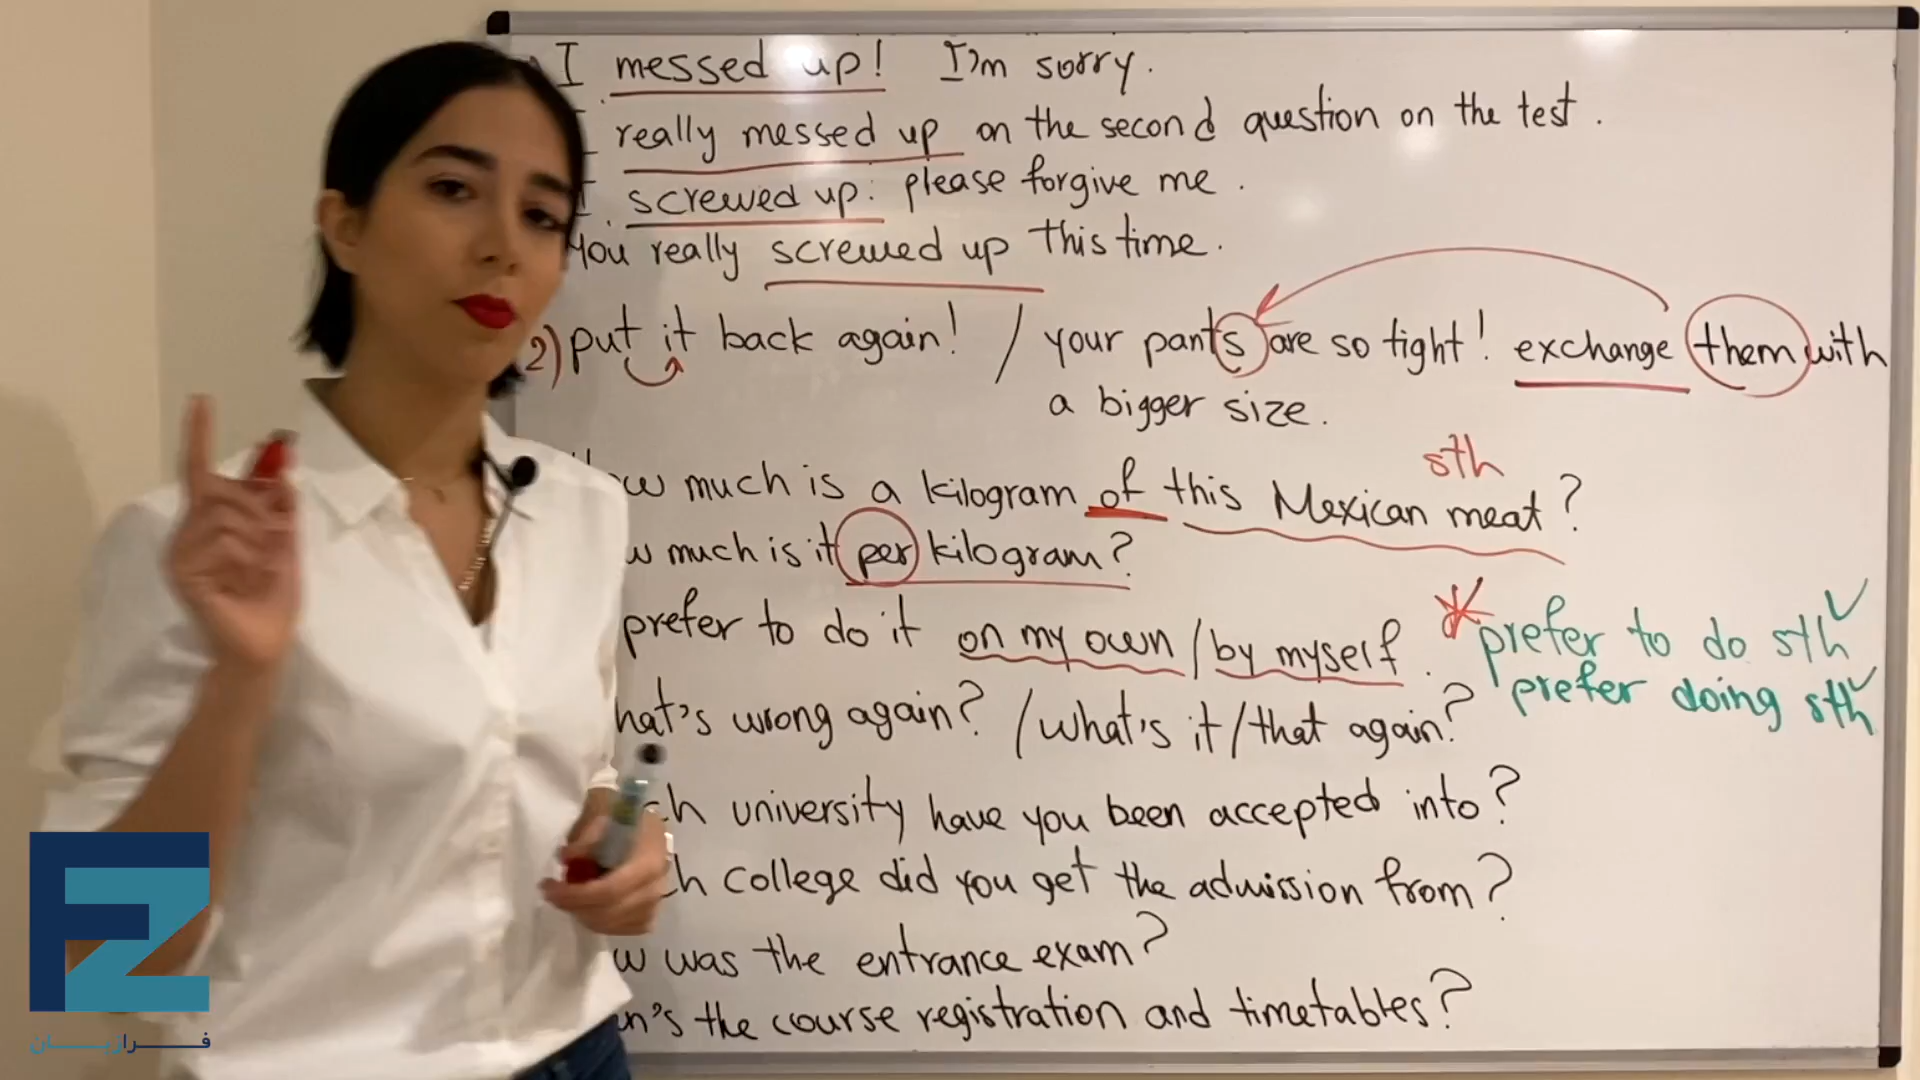 I messed up! I'm sorry.
I really messed up on the second question on the test.
I screwed up. please forgive me.
You really screwed up this time.
2) put it back again! / your pants are so tight! exchange them with
a bigger size.
sth
w much is a kilogram of this Mexican meat?
w much is it per kilogram?
prefer to do it on my own / by myself. * prefer to do sth ✓
prefer doing sth ✓
hat's wrong again? / what's it / that again?
ch university have you been accepted into?
ch college did you get the admission from?
w was the entrance exam?
n's the course registration and timetables?
FZ
فرازبان